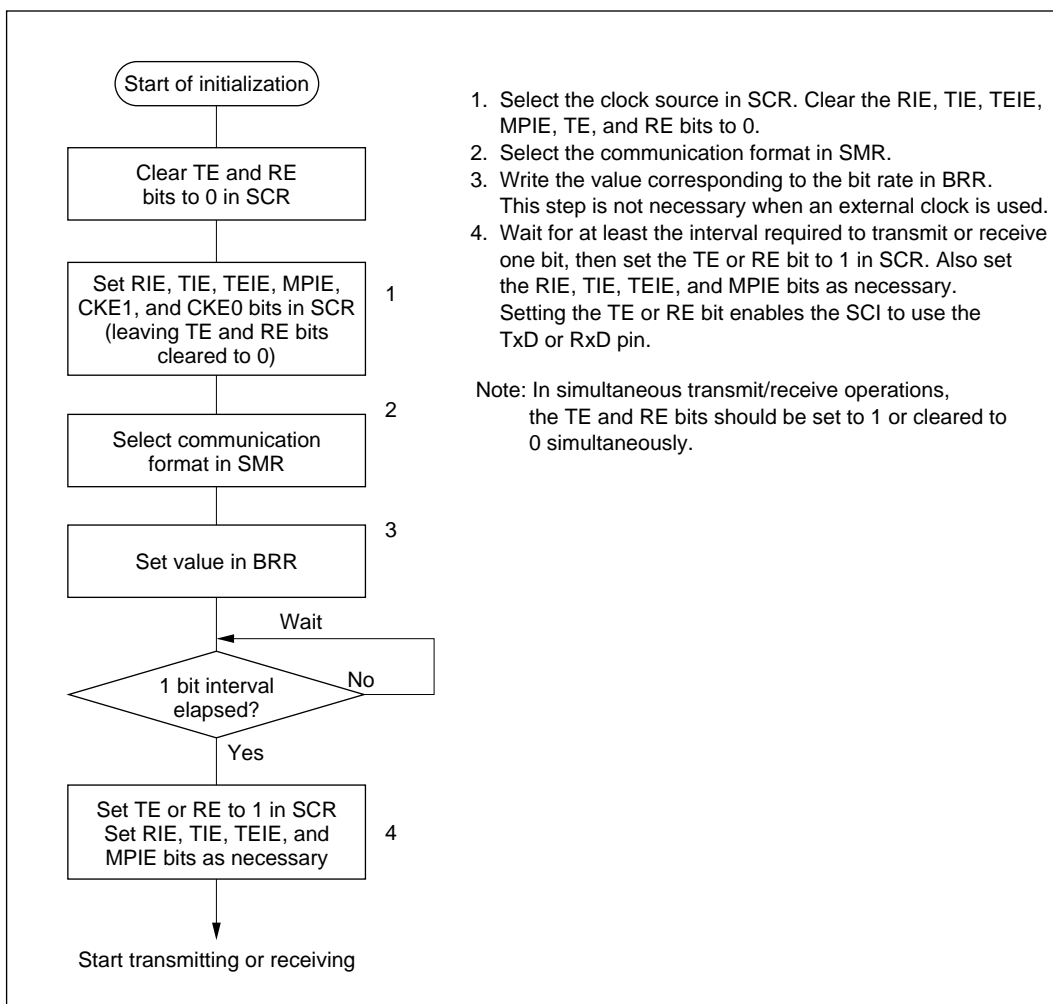 Start of initialization
Clear TE and RE
bits to 0 in SCR
Set RIE, TIE, TEIE, MPIE,
CKE1, and CKE0 bits in SCR
(leaving TE and RE bits
cleared to 0)
1
2
Select communication
format in SMR
3
Set value in BRR
Wait
1 bit interval
elapsed?
No
Yes
Set TE or RE to 1 in SCR
Set RIE, TIE, TEIE, and
MPIE bits as necessary
4
Start transmitting or receiving
1. Select the clock source in SCR. Clear the RIE, TIE, TEIE,
MPIE, TE, and RE bits to 0.
2. Select the communication format in SMR.
3. Write the value corresponding to the bit rate in BRR.
This step is not necessary when an external clock is used.
4. Wait for at least the interval required to transmit or receive
one bit, then set the TE or RE bit to 1 in SCR. Also set
the RIE, TIE, TEIE, and MPIE bits as necessary.
Setting the TE or RE bit enables the SCI to use the
TxD or RxD pin.
Note: In simultaneous transmit/receive operations,
the TE and RE bits should be set to 1 or cleared to
0 simultaneously.